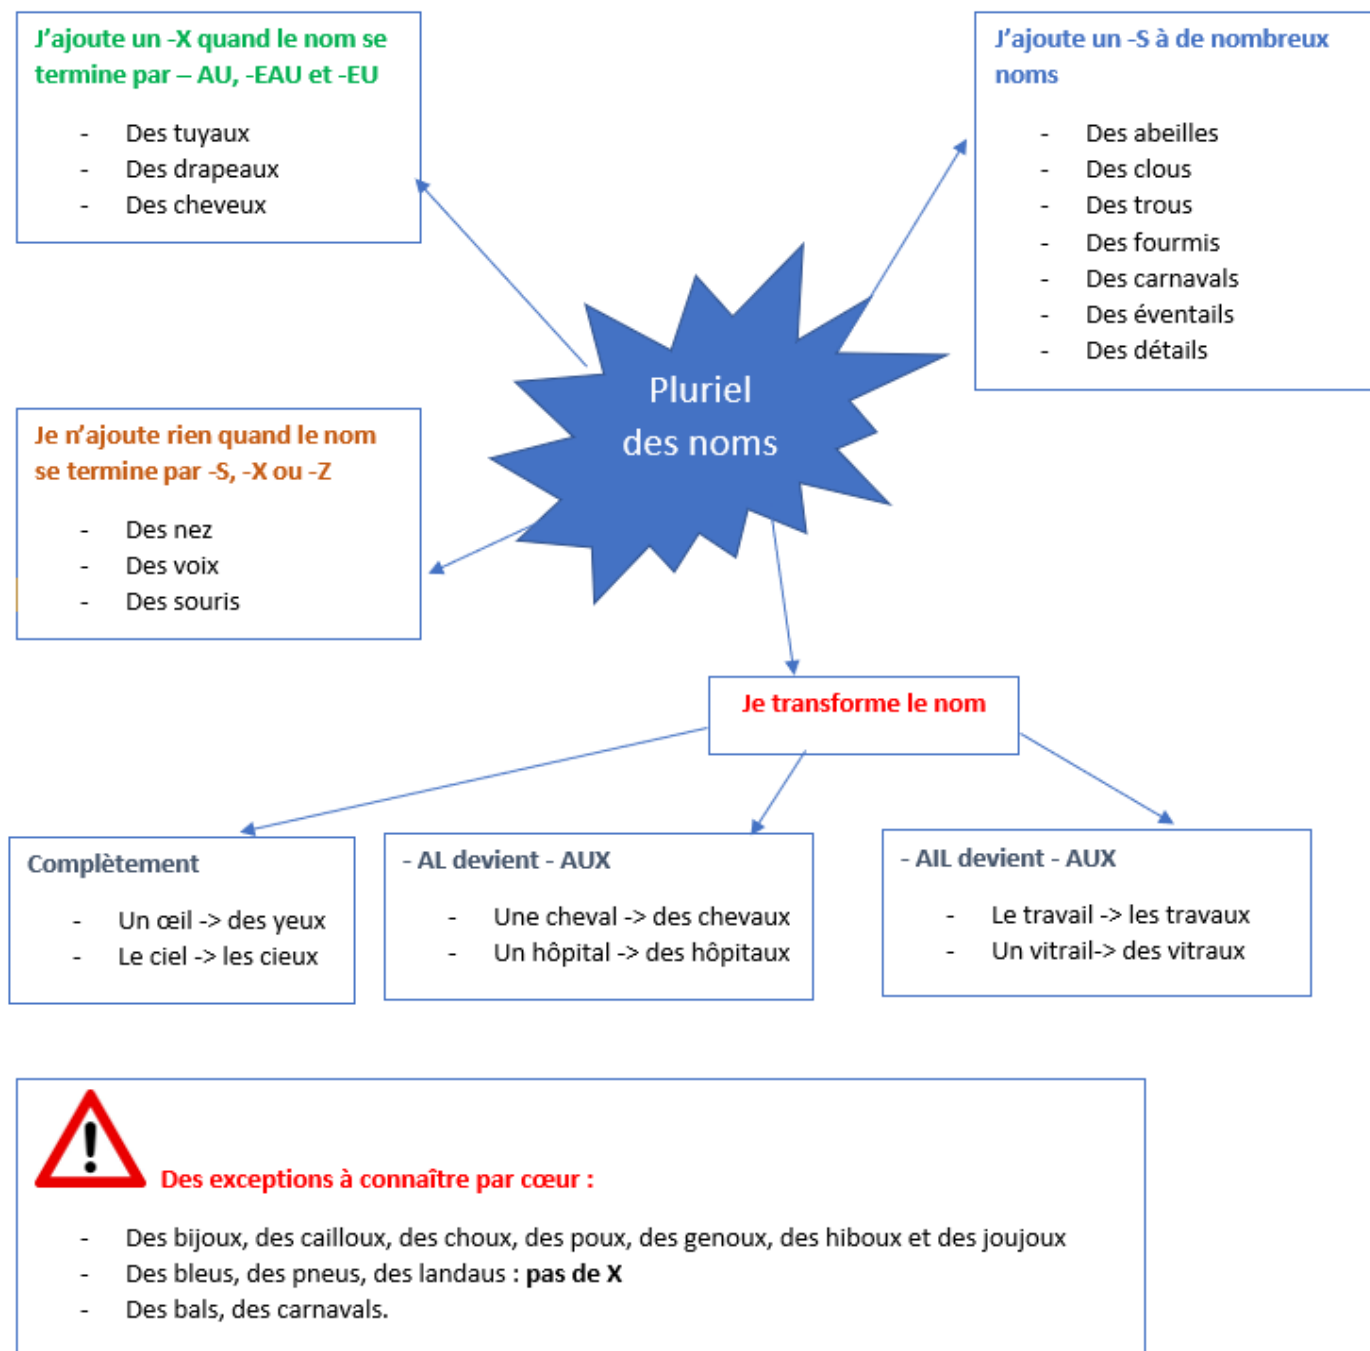 J'ajoute un -X quand le nom se
termine par – AU, -EAU et -EU
- Des tuyaux
- Des drapeaux
- Des cheveux
J'ajoute un -S à de nombreux
noms
- Des abeilles
- Des clous
- Des trous
- Des fourmis
- Des carnavals
- Des éventails
- Des détails
Pluriel
des noms
Je n'ajoute rien quand le nom
se termine par -S, -X ou -Z
- Des nez
- Des voix
- Des souris
Je transforme le nom
Complètement
- Un œil -> des yeux
- Le ciel -> les cieux
- AL devient - AUX
- Une cheval -> des chevaux
- Un hôpital -> des hôpitaux
- AIL devient - AUX
- Le travail -> les travaux
- Un vitrail-> des vitraux
Des exceptions à connaître par cœur :
- Des bijoux, des cailloux, des choux, des poux, des genoux, des hiboux et des joujoux
- Des bleus, des pneus, des landaus : pas de X
- Des bals, des carnavals.